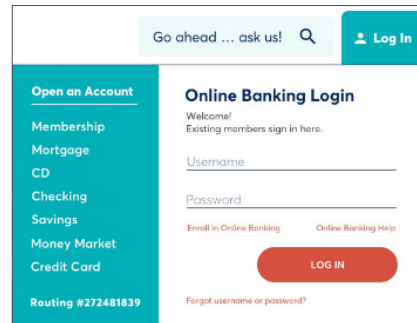 Go ahead ... ask us!
Log In
Open an Account
Membership
Mortgage
CD
Checking
Savings
Money Market
Credit Card
Routing #272481839
Online Banking Login
Welcome!
Existing members sign in here.
Username
Password
Enroll in Online Banking
Online Banking Help
LOG IN
Forgot username or password?